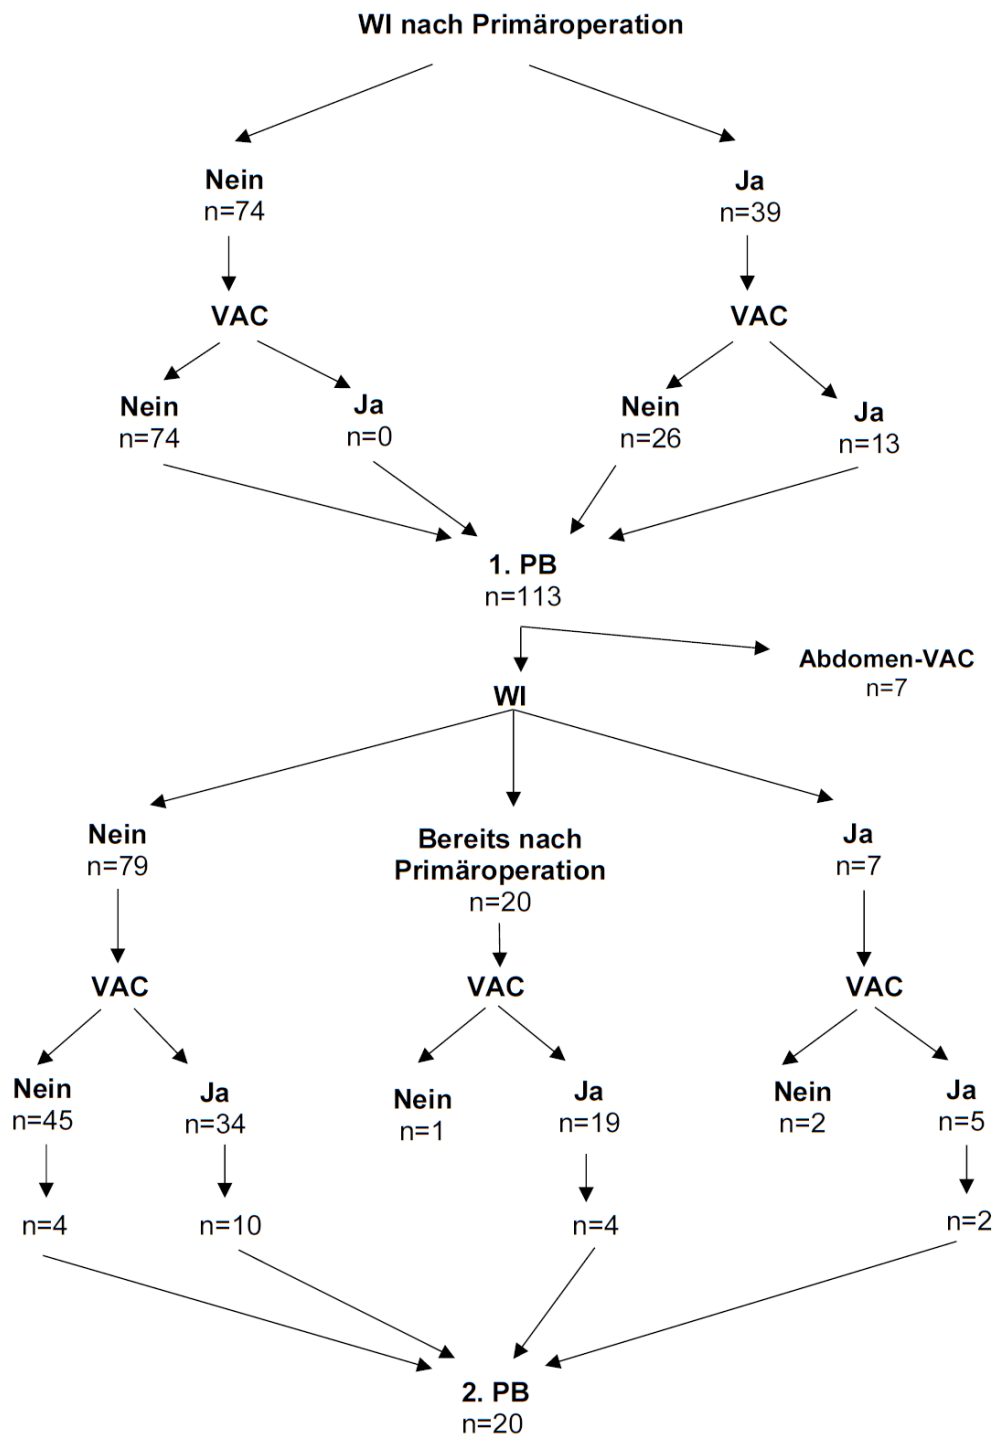 WI nach Primäroperation
Nein
n=74
Ja
n=39
VAC
VAC
Nein
n=74
Ja
n=0
Nein
n=26
Ja
n=13
1. PB
n=113
Abdomen-VAC
n=7
WI
Nein
n=79
Bereits nach
Primäroperation
n=20
Ja
n=7
VAC
VAC
VAC
Nein
n=45
Ja
n=34
Nein
n=1
Ja
n=19
Nein
n=2
Ja
n=5
n=4
n=10
n=4
n=2
2. PB
n=20